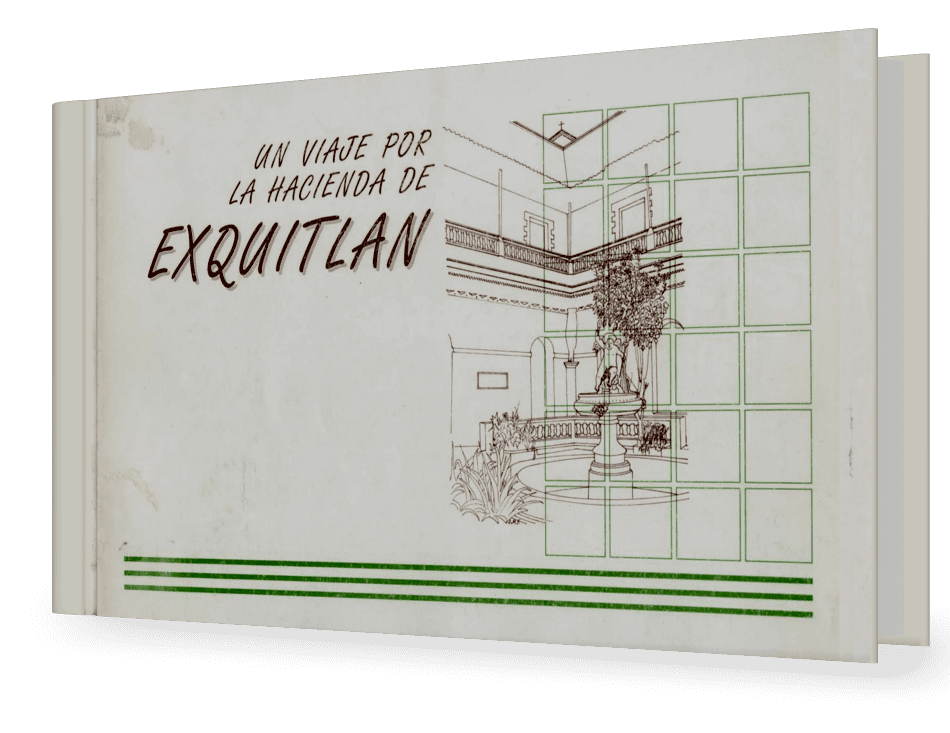 UN VIAJE POR
LA HACIENDA DE
EXQUITLAN